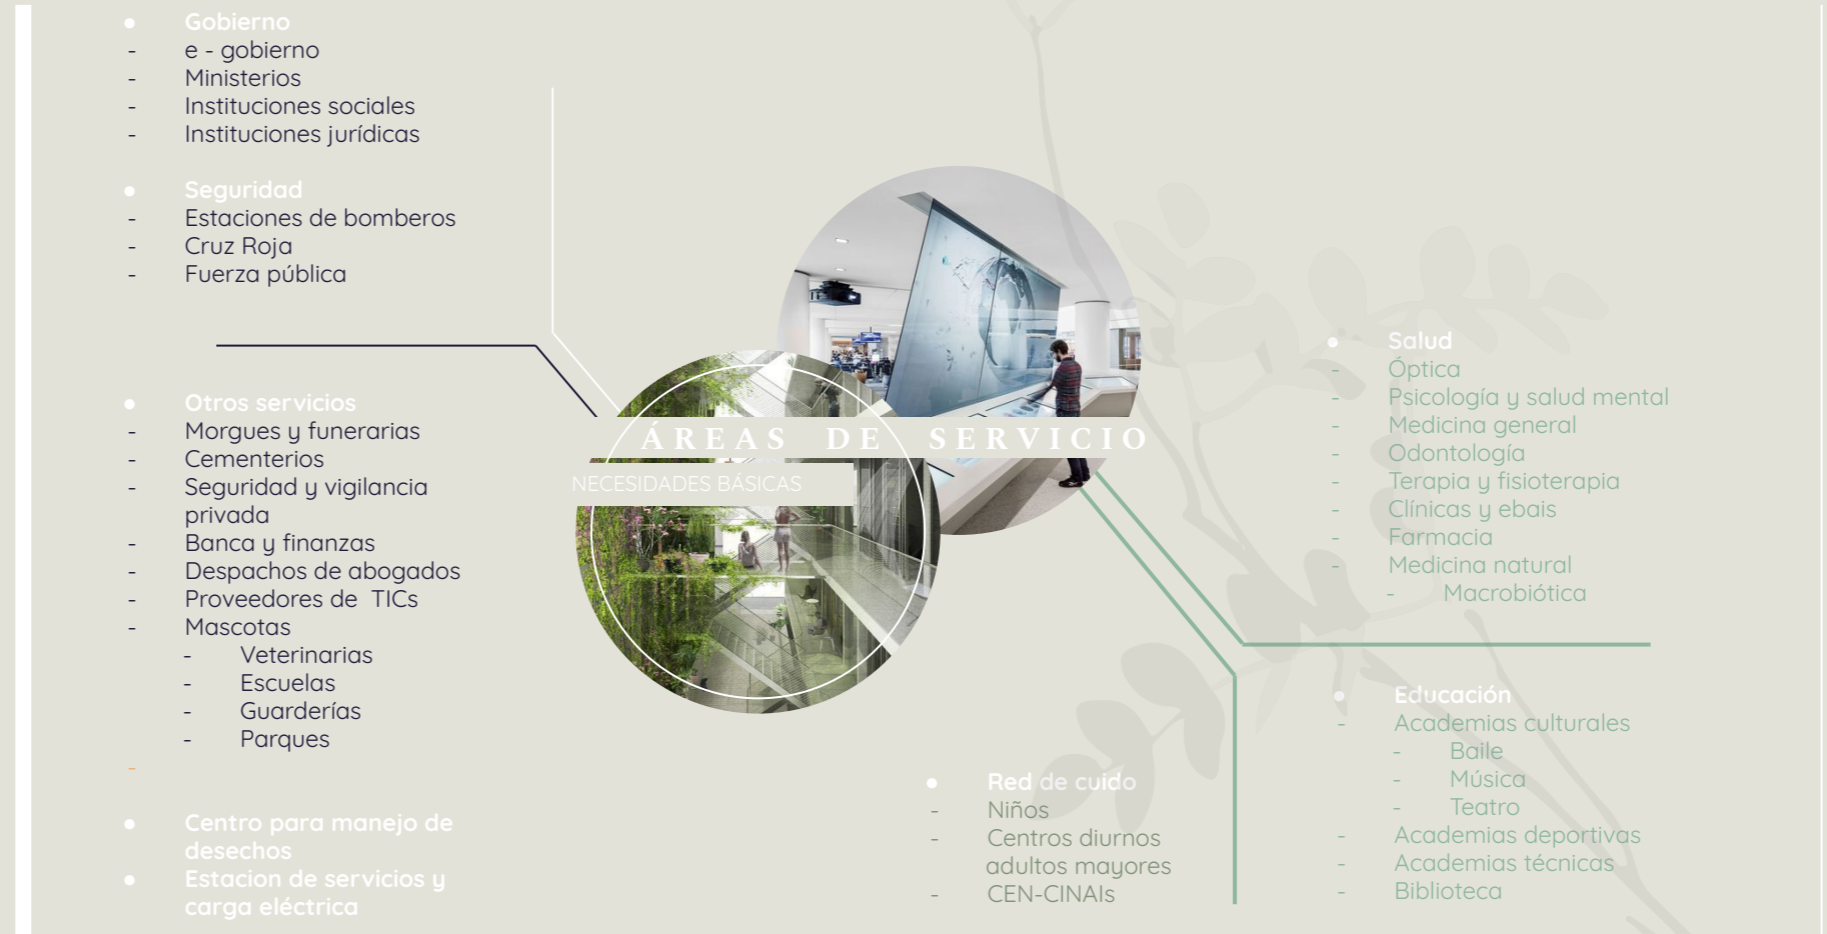 ● Gobierno
- e - gobierno
- Ministerios
- Instituciones sociales
- Instituciones jurídicas
● Seguridad
- Estaciones de bomberos
- Cruz Roja
- Fuerza pública
● Otros servicios
- Morgues y funerarias
- Cementerios
- Seguridad y vigilancia
privada
- Banca y finanzas
- Despachos de abogados
- Proveedores de TICs
- Mascotas
- Veterinarias
- Escuelas
- Guarderías
- Parques
-
● Centro para manejo de
desechos
● Estacion de servicios y
carga eléctrica
ÁREAS DE SERVICIO
NECESIDADES BÁSICAS
● Red de cuido
- Niños
- Centros diurnos
adultos mayores
- CEN-CINAIs
● Salud
- Óptica
- Psicología y salud mental
- Medicina general
- Odontología
- Terapia y fisioterapia
- Clínicas y ebais
- Farmacia
- Medicina natural
- Macrobiótica
● Educación
- Academias culturales
- Baile
- Música
- Teatro
- Academias deportivas
- Academias técnicas
- Biblioteca